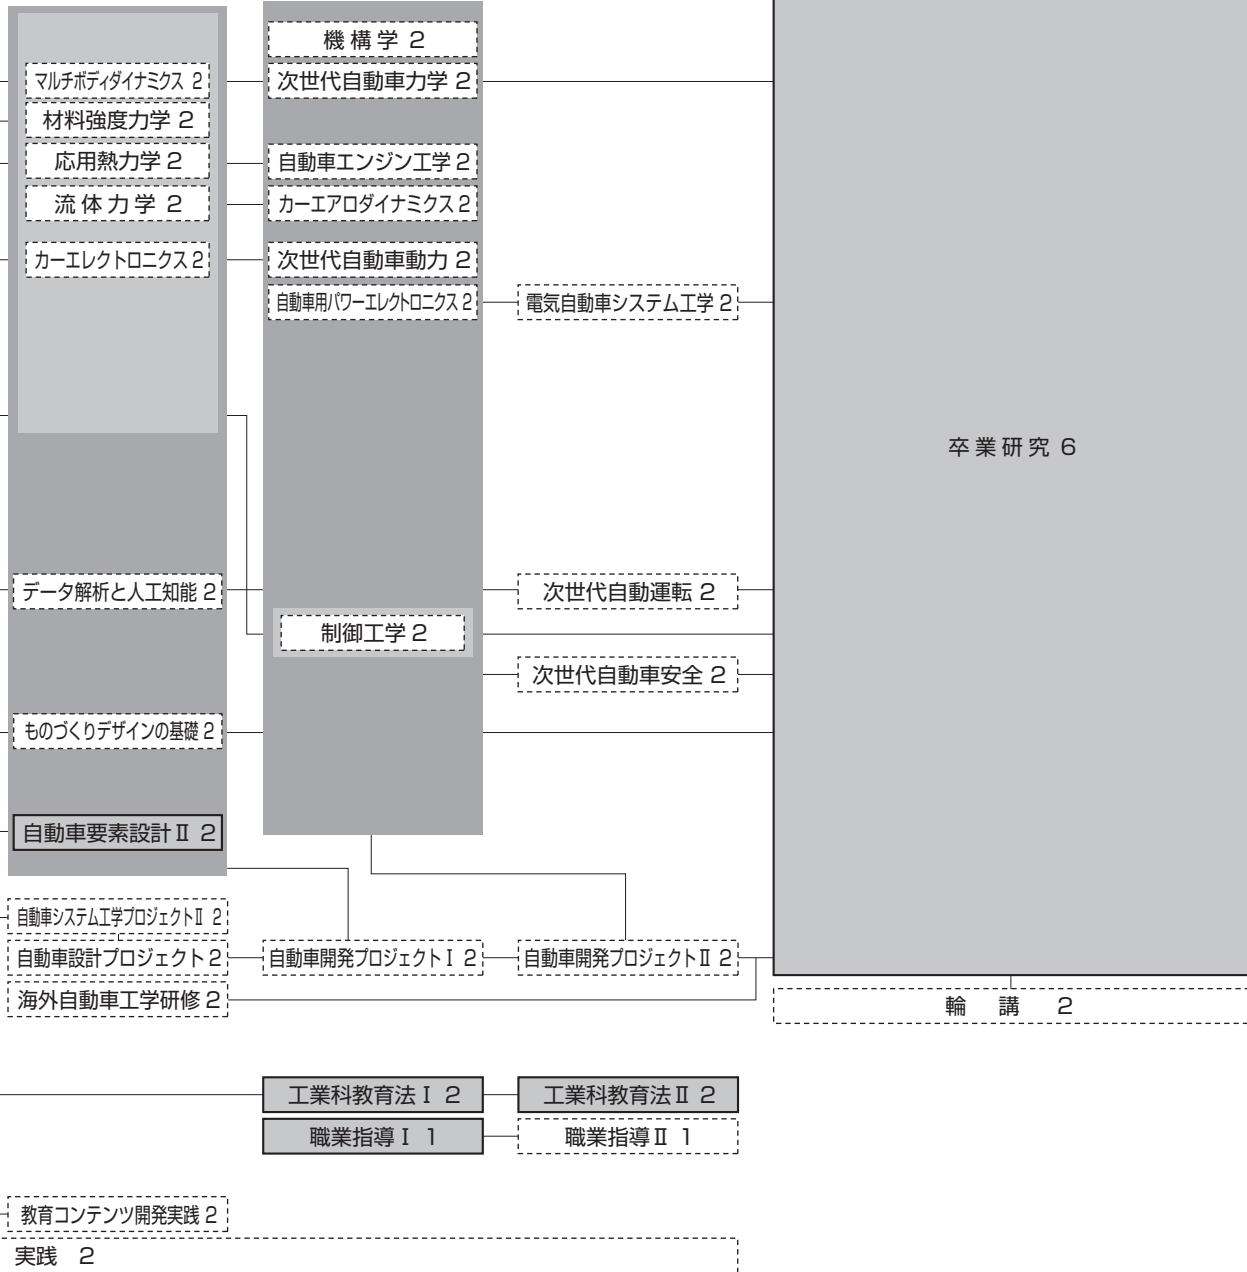 機構学 2
マルチボディダイナミクス 2
次世代自動車力学 2
材料強度力学 2
応用熱力学 2
自動車エンジン工学 2
流体力学 2
カーエアロダイナミクス 2
カーエレクトロニクス 2
次世代自動車動力 2
自動車用パワーエレクトロニクス 2
電気自動車システム工学 2
卒業研究 6
データ解析と人工知能 2
次世代自動運転 2
制御工学 2
次世代自動車安全 2
ものづくりデザインの基礎 2
自動車要素設計Ⅱ 2
自動車システム工学プロジェクトⅡ 2
自動車設計プロジェクト 2
自動車開発プロジェクトⅠ 2
自動車開発プロジェクトⅡ 2
海外自動車工学研修 2
輪講 2
工業科教育法Ⅰ 2
工業科教育法Ⅱ 2
職業指導Ⅰ 1
職業指導Ⅱ 1
教育コンテンツ開発実践 2
実践 2